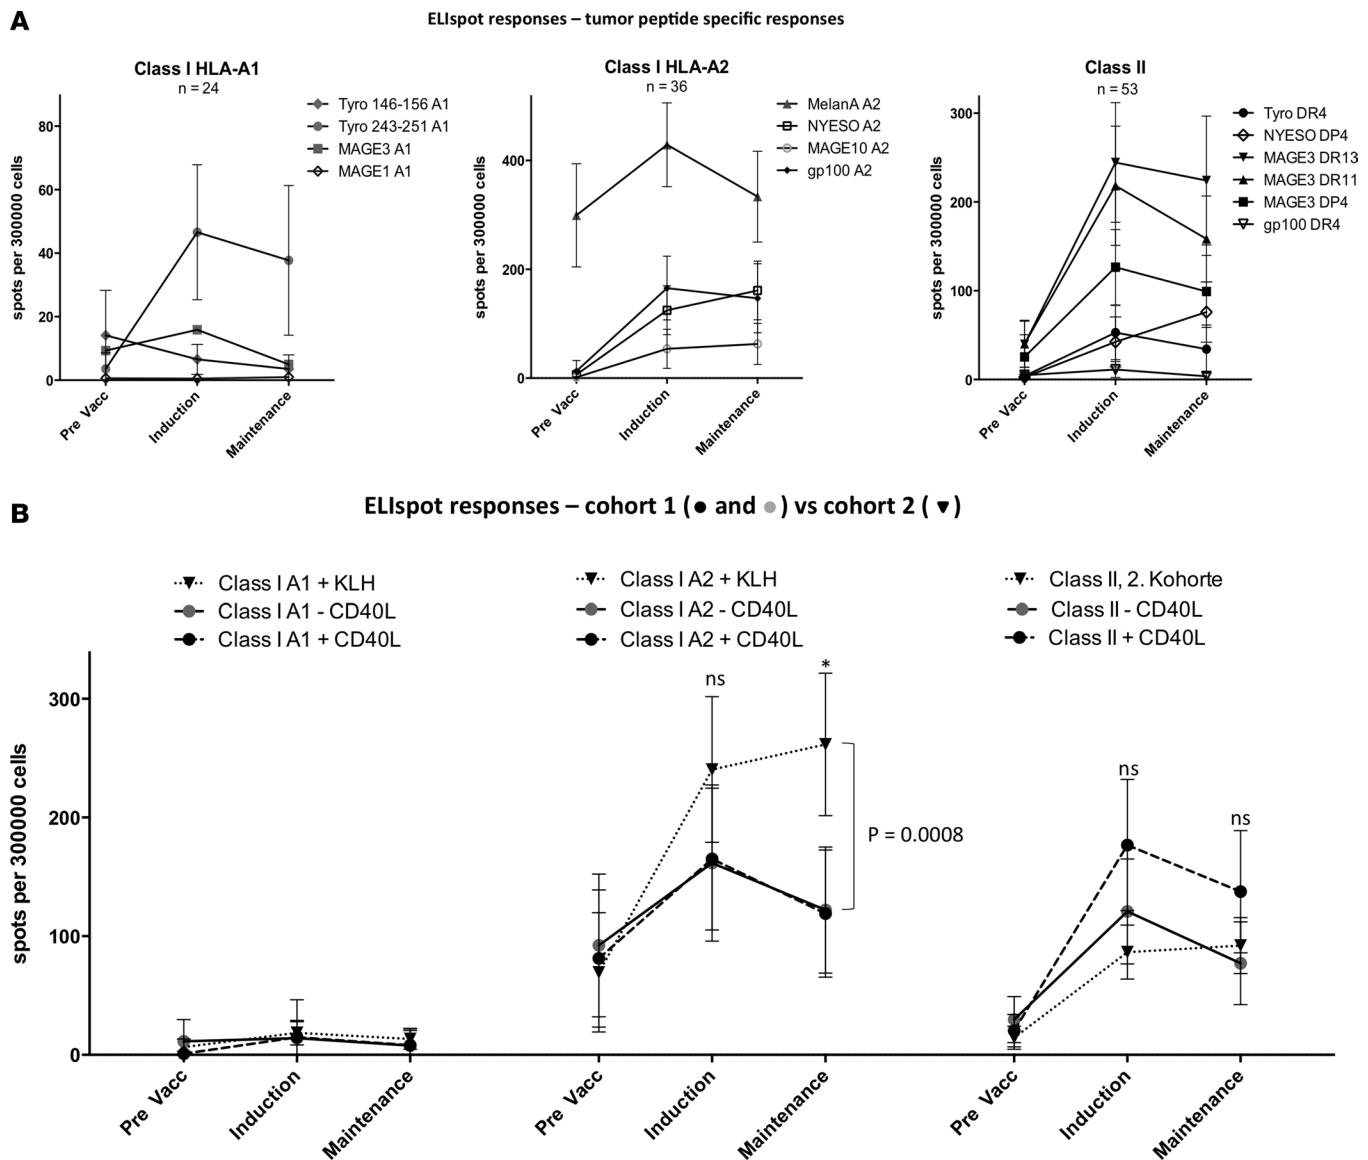 A
ELIspot responses – tumor peptide specific responses
Class I HLA-A1
n = 24
Tyro 146-156 A1
Tyro 243-251 A1
MAGE3 A1
MAGE1 A1
spots per 300000 cells
80
60
40
20
0
Pre Vacc
Induction
Maintenance
Class I HLA-A2
n = 36
MelanA A2
NYESO A2
MAGE10 A2
gp100 A2
spots per 300000 cells
400
200
0
Pre Vacc
Induction
Maintenance
Class II
n = 53
Tyro DR4
NYESO DP4
MAGE3 DR13
MAGE3 DR11
MAGE3 DP4
gp100 DR4
spots per 300000 cells
300
200
100
0
Pre Vacc
Induction
Maintenance
B
ELIspot responses – cohort 1 ( ● and ● ) vs cohort 2 ( ▼ )
Class I A1 + KLH
Class I A1 - CD40L
Class I A1 + CD40L
Class I A2 + KLH
Class I A2 - CD40L
Class I A2 + CD40L
Class II, 2. Kohorte
Class II - CD40L
Class II + CD40L
spots per 300000 cells
300
200
100
0
ns
*
P = 0.0008
ns
ns
Pre Vacc
Induction
Maintenance
Pre Vacc
Induction
Maintenance
Pre Vacc
Induction
Maintenance